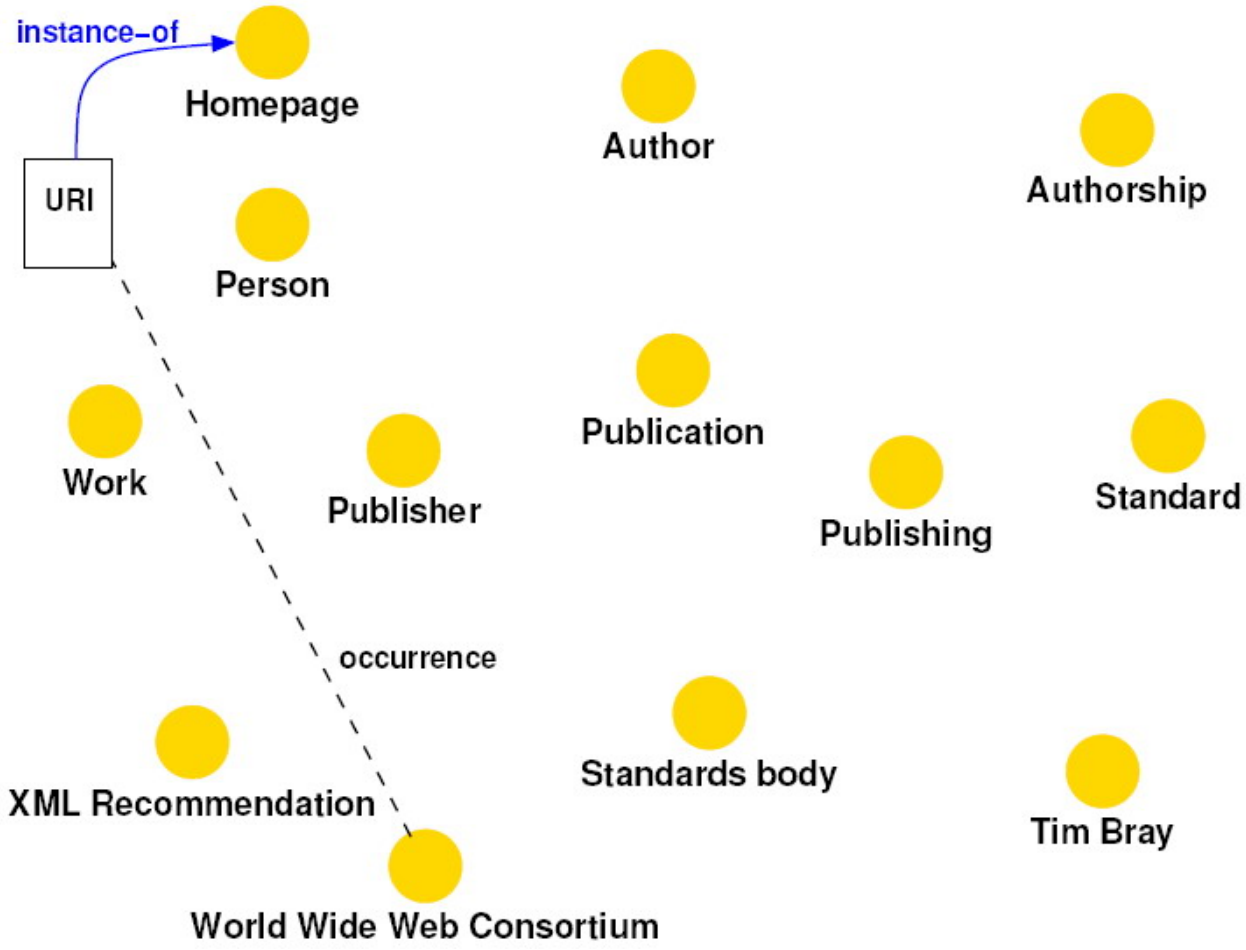 instance-of
Homepage
Author
Authorship
URI
Person
Publication
Work
Publisher
Publishing
Standard
occurrence
Standards body
XML Recommendation
Tim Bray
World Wide Web Consortium